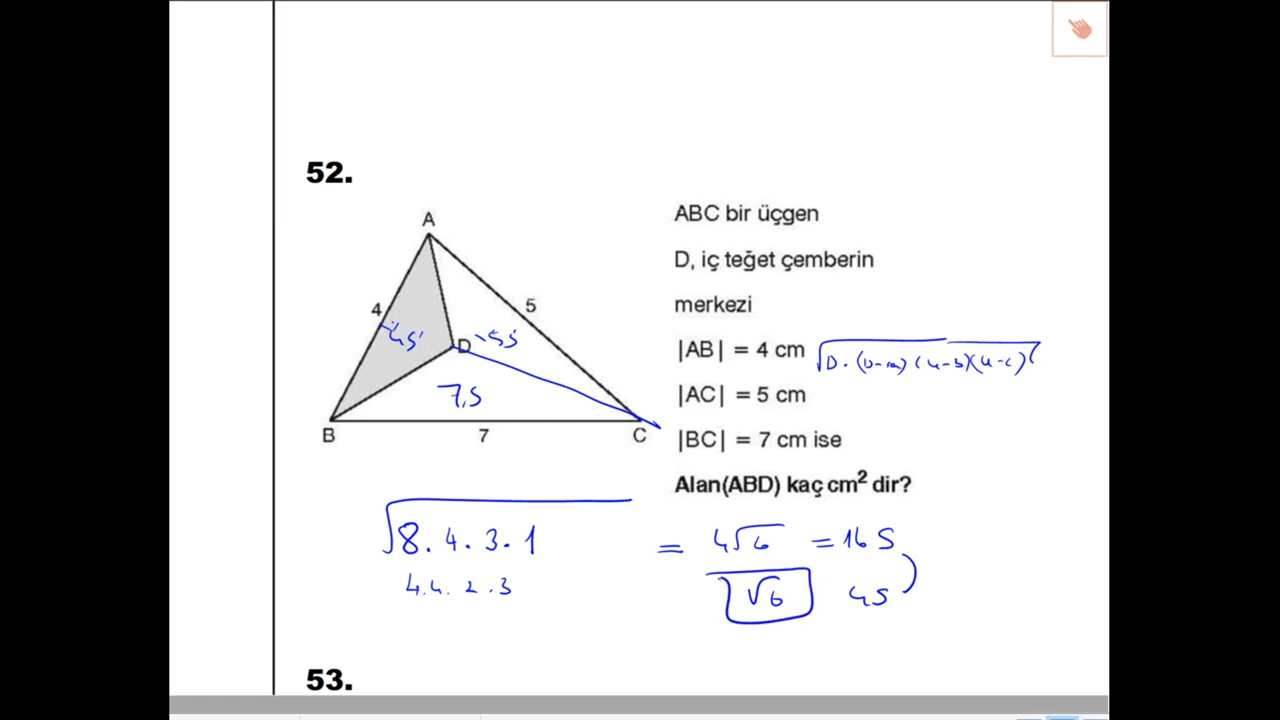 52.
A
4
5
4S
5S
D
7S
B
7
C
ABC bir üçgen
D, iç teğet çemberin
merkezi
|AB| = 4 cm
|AC| = 5 cm
|BC| = 7 cm ise
Alan(ABD) kaç cm² dir?
√8.4.3.1
4.4.2.3
= 4√6 = 16S
√6 4S
53.